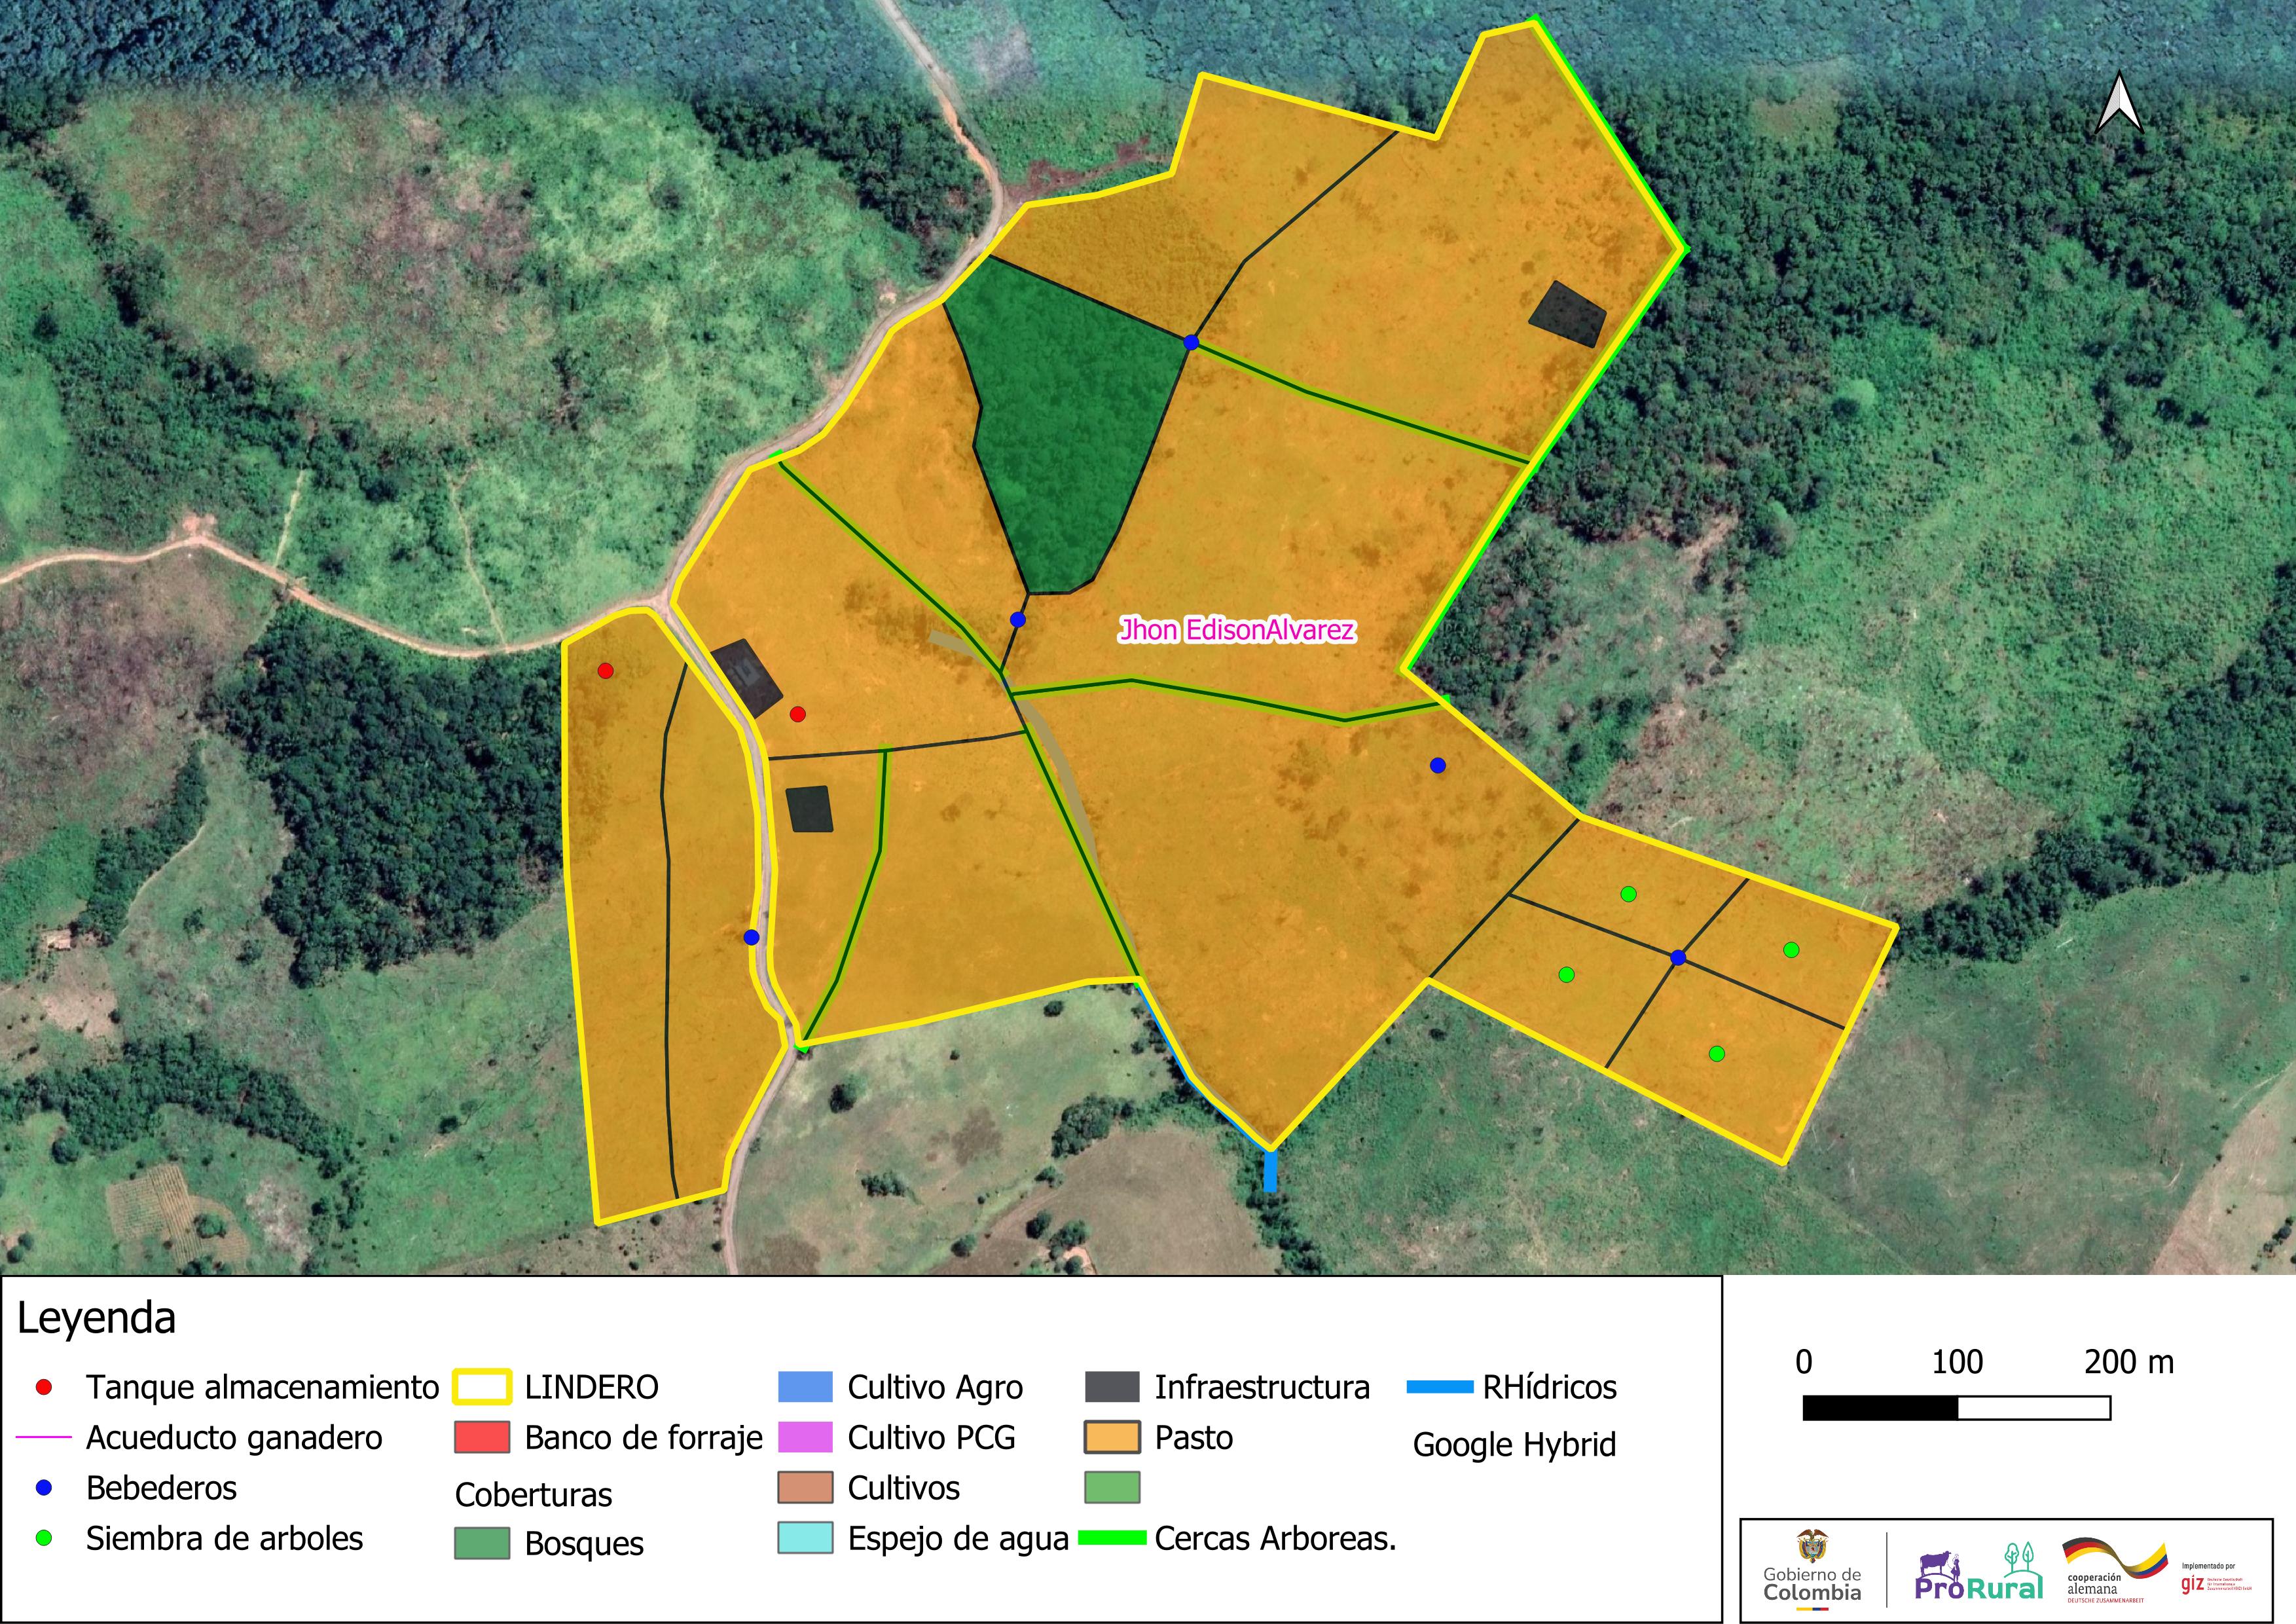 Jhon EdisonAlvarez
Leyenda
Tanque almacenamiento
Acueducto ganadero
Bebederos
Siembra de arboles
LINDERO
Banco de forraje
Coberturas
Bosques
Cultivo Agro
Cultivo PCG
Cultivos
Espejo de agua
Infraestructura
Pasto
Cercas Arboreas.
RHídricos
Google Hybrid
0 100 200 m
Gobierno de
Colombia
ProRural
cooperación
alemana
DEUTSCHE ZUSAMMENARBEIT
Implementado por
giz